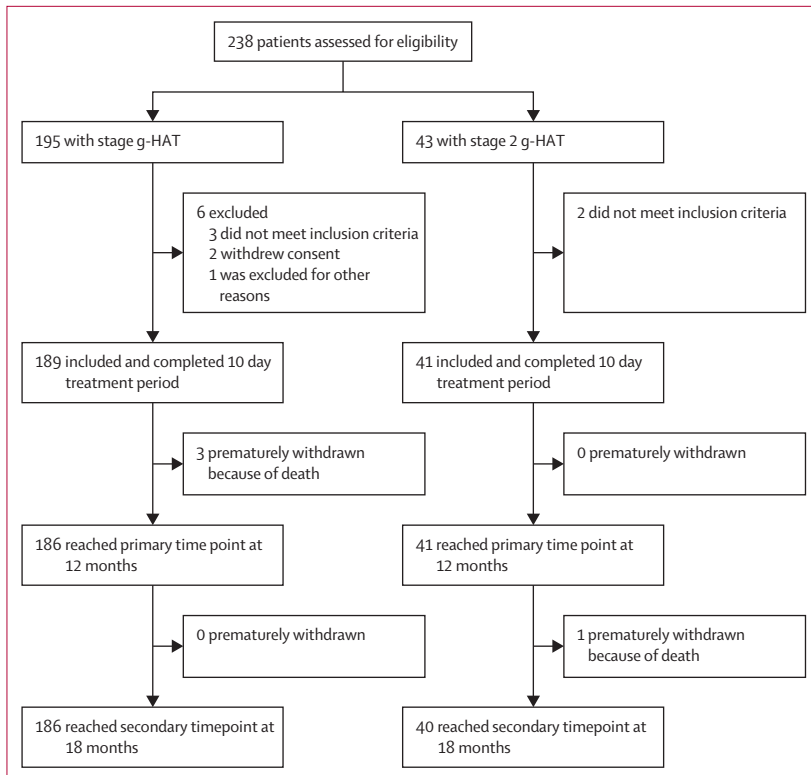 238 patients assessed for eligibility
195 with stage g-HAT
43 with stage 2 g-HAT
6 excluded
3 did not meet inclusion criteria
2 withdrew consent
1 was excluded for other
reasons
2 did not meet inclusion criteria
189 included and completed 10 day
treatment period
41 included and completed 10 day
treatment period
3 prematurely withdrawn
because of death
0 prematurely withdrawn
186 reached primary time point at
12 months
41 reached primary time point at
12 months
0 prematurely withdrawn
1 prematurely withdrawn
because of death
186 reached secondary timepoint at
18 months
40 reached secondary timepoint at
18 months